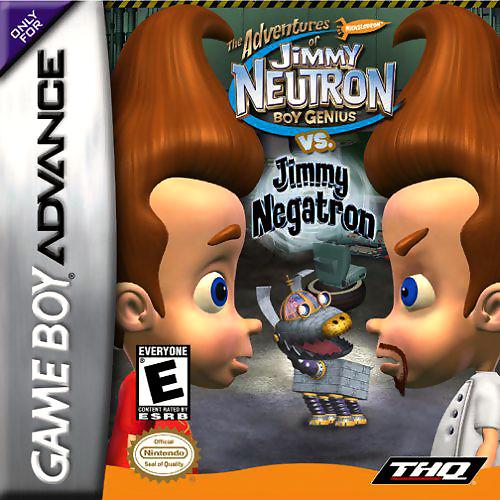 ONLY
FOR
GAME BOY ADVANCE
The Adventures
of
NICKELODEON
JIMMY
NEUTRON
BOY GENIUS
VS.
Jimmy
Negatron
EVERYONE
E
CONTENT RATED BY
ESRB
Official
Nintendo
Seal of Quality
THQ